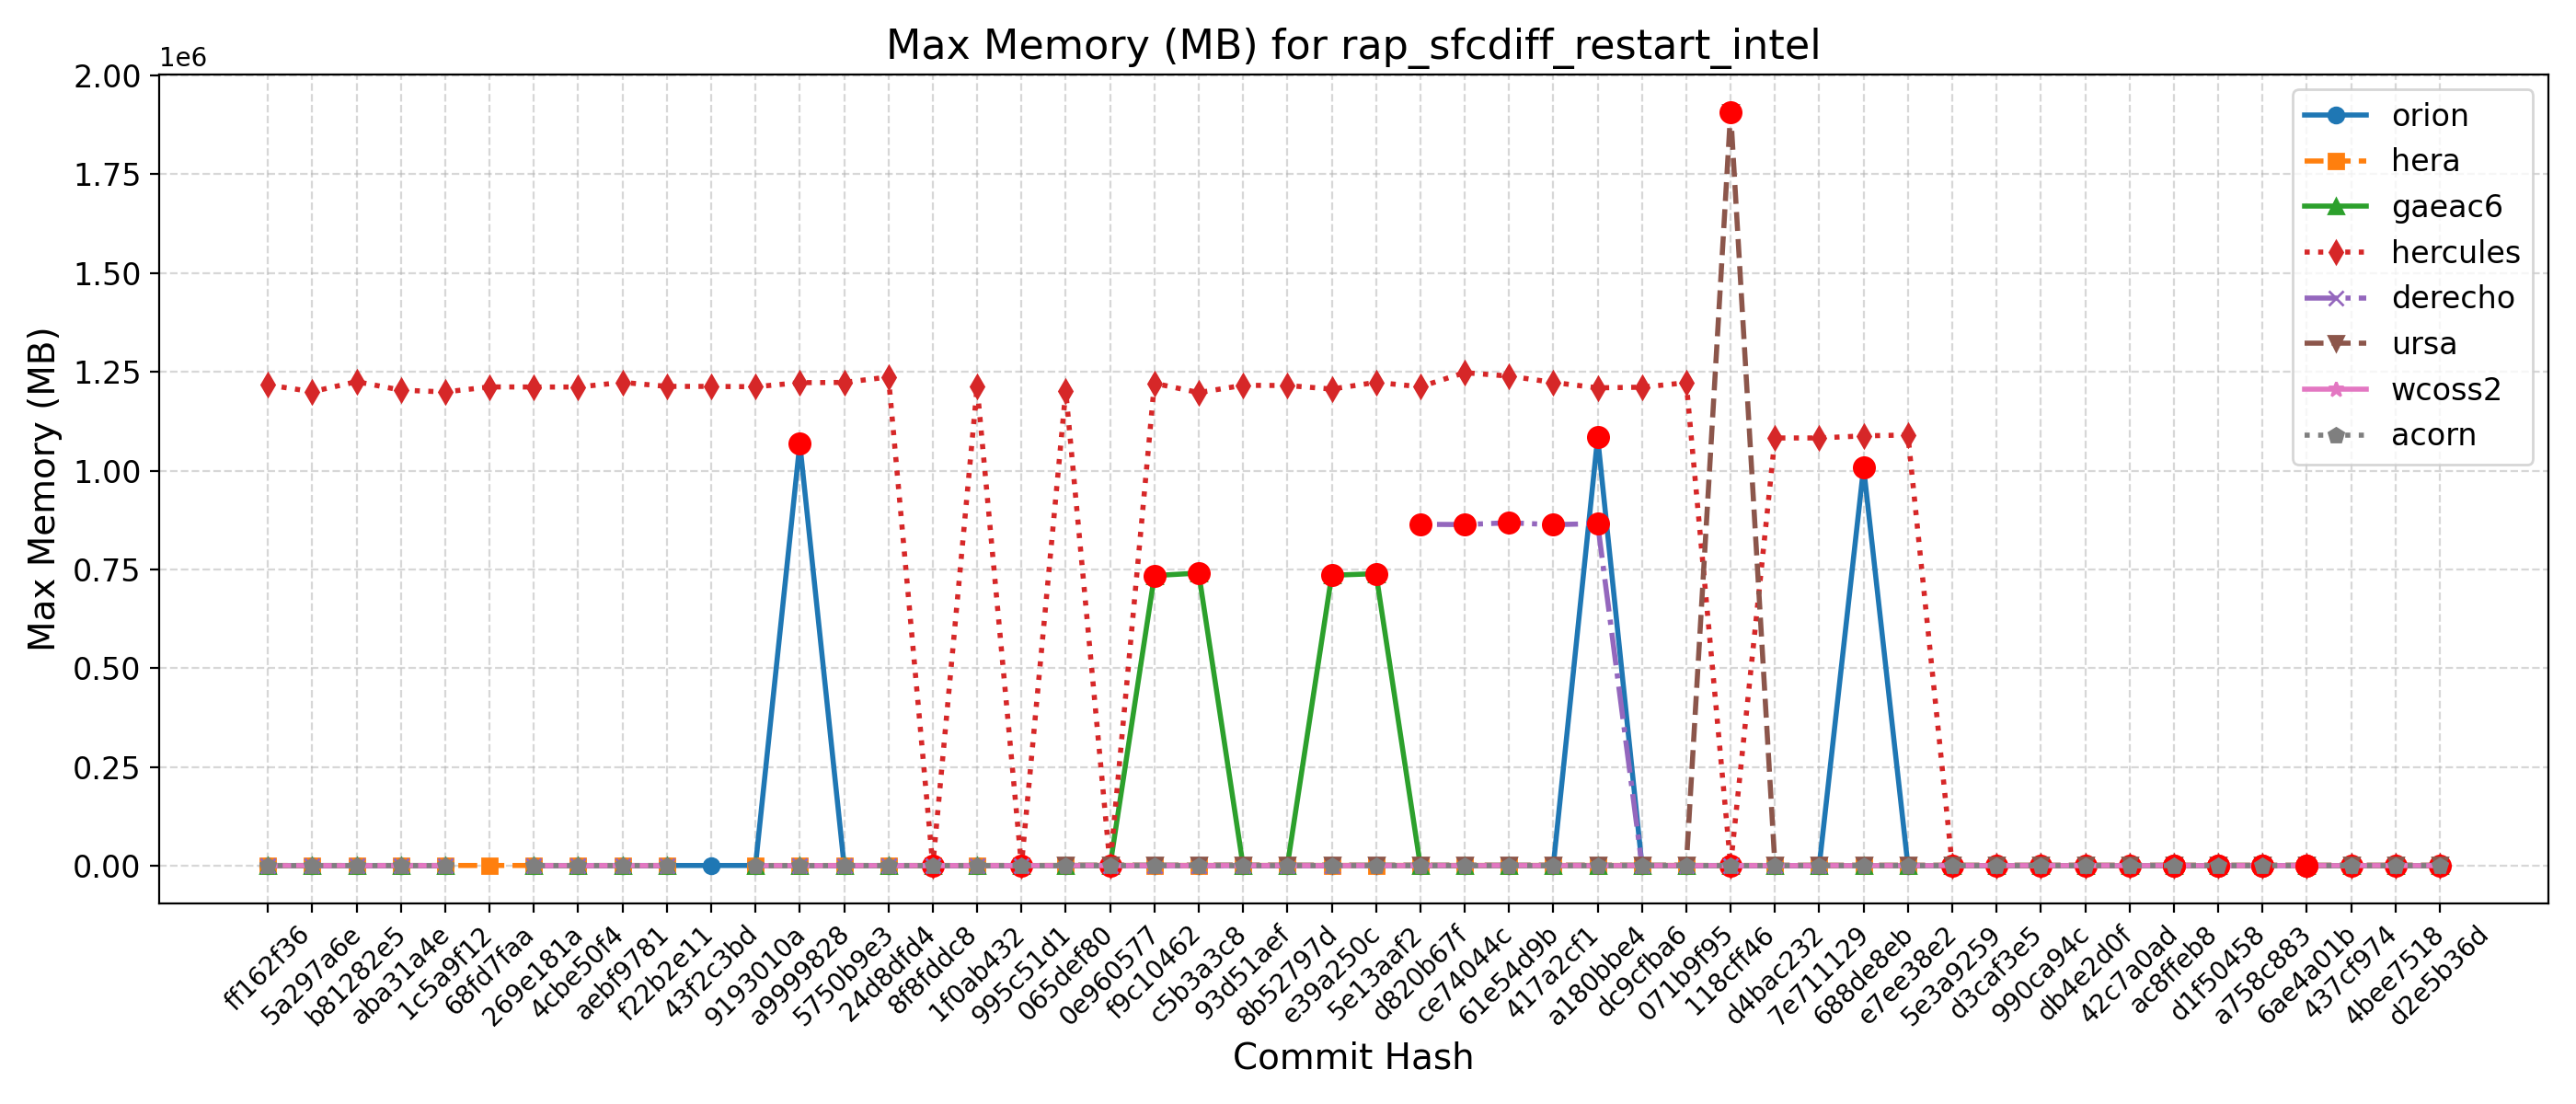 Max Memory (MB) for rap_sfcdiff_restart_intel
1e6
2.00
1.75
1.50
1.25
1.00
0.75
0.50
0.25
0.00
Max Memory (MB)
orion
hera
gaeac6
hercules
derecho
ursa
wcoss2
acorn
ff162f36
5a297a6e
b81282e5
aba31a4e
1c5a9f12
68fd7faa
269e181a
4cbe50f4
aebf9781
f22b2e11
43f2c3bd
9193010a
a9999828
5750b9e3
24d8dfd4
8f8fddc8
1f0ab432
995c51d1
065def80
0e960577
f9c10462
c5b3a3c8
93d51aef
8b52797d
e39a250c
5e13aaf2
d820b67f
ce74044c
61e54d9b
417a2cf1
a180bbe4
dc9cfba6
071b9f95
118cff46
d4bac232
7e711129
688de8eb
e7ee38e2
5e3a9259
d3caf3e5
990ca94c
db4e2d0f
42c7a0ad
ac8ffeb8
d1f50458
a758c883
6ae4a01b
437cf974
4bee7518
d2e5b36d
Commit Hash